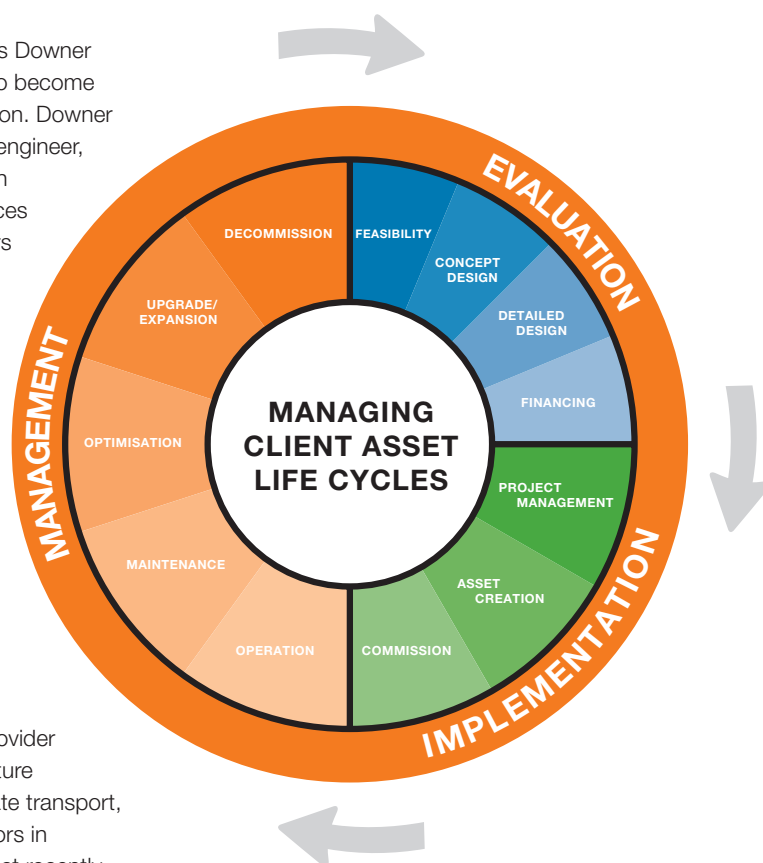 s Downer
o become
on. Downer
engineer,
n
ces
s
EVALUATION
FEASIBILITY
CONCEPT
DESIGN
DETAILED
DESIGN
FINANCING
IMPLEMENTATION
PROJECT
MANAGEMENT
ASSET
CREATION
COMMISSION
MANAGEMENT
OPERATION
MAINTENANCE
OPTIMISATION
UPGRADE/
EXPANSION
DECOMMISSION
MANAGING
CLIENT ASSET
LIFE CYCLES
ovider
ture
te transport,
ors in